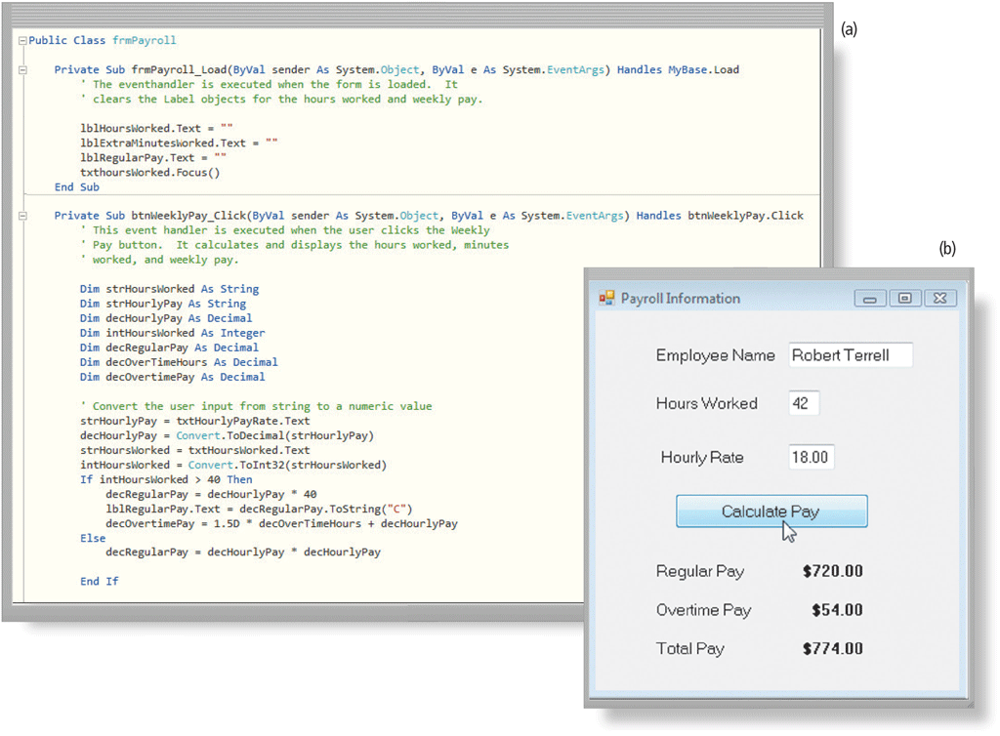 (a)
Public Class frmPayroll
Private Sub frmPayroll_Load(ByVal sender As System.Object, ByVal e As System.EventArgs) Handles MyBase.Load
' The eventhandler is executed when the form is loaded.  It
' clears the Label objects for the hours worked and weekly pay.
lblHoursWorked.Text = ""
lblExtraMinutesWorked.Text = ""
lblRegularPay.Text = ""
txthoursWorked.Focus()
End Sub
Private Sub btnWeeklyPay_Click(ByVal sender As System.Object, ByVal e As System.EventArgs) Handles btnWeeklyPay.Click
' This event handler is executed when the user clicks the Weekly
' Pay button.  It calculates and displays the hours worked, minutes
' worked, and weekly pay.
Dim strHoursWorked As String
Dim strHourlyPay As String
Dim decHourlyPay As Decimal
Dim intHoursWorked As Integer
Dim decRegularPay As Decimal
Dim decOverTimeHours As Decimal
Dim decOvertimePay As Decimal
' Convert the user input from string to a numeric value
strHourlyPay = txtHourlyPayRate.Text
decHourlyPay = Convert.ToDecimal(strHourlyPay)
strHoursWorked = txtHoursWorked.Text
intHoursWorked = Convert.ToInt32(strHoursWorked)
If intHoursWorked > 40 Then
decRegularPay = decHourlyPay * 40
lblRegularPay.Text = decRegularPay.ToString("C")
decOvertimePay = 1.5D * decOverTimeHours + decHourlyPay
Else
decRegularPay = decHourlyPay * decHourlyPay
End If
(b)
Payroll Information
Employee Name Robert Terrell
Hours Worked 42
Hourly Rate 18.00
Calculate Pay
Regular Pay $720.00
Overtime Pay $54.00
Total Pay $774.00